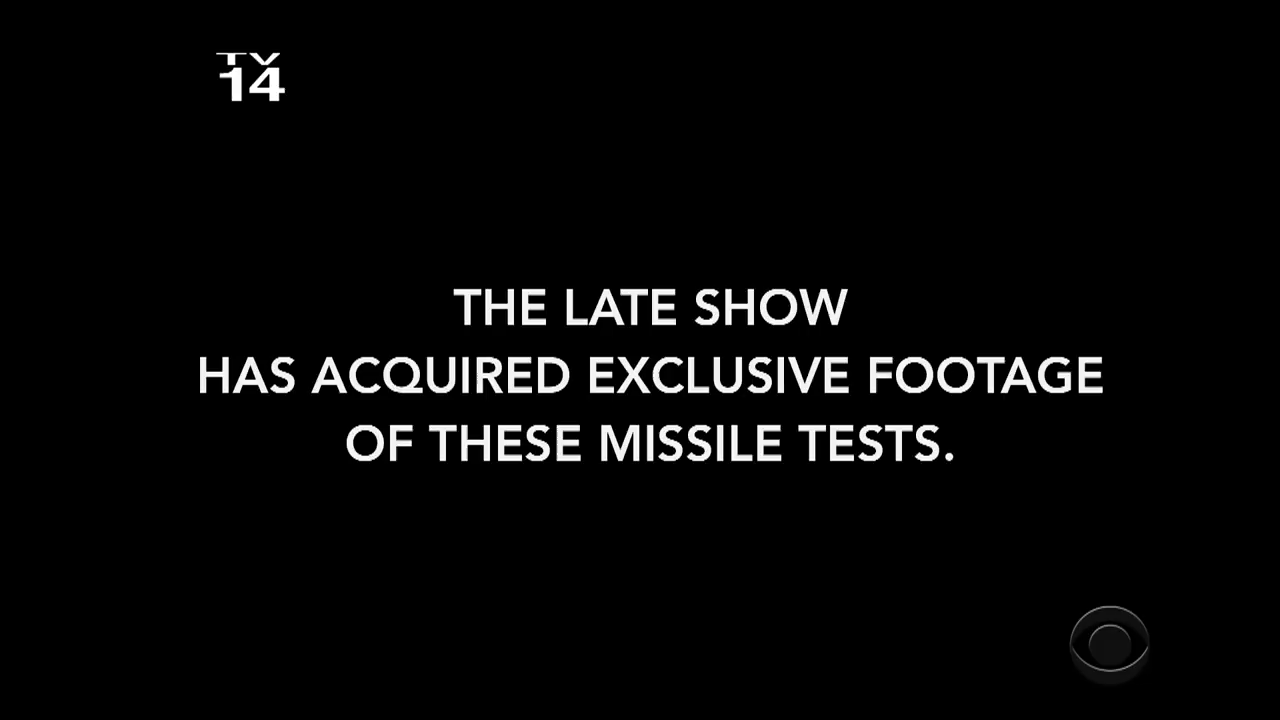 TV
14
THE LATE SHOW
HAS ACQUIRED EXCLUSIVE FOOTAGE
OF THESE MISSILE TESTS.